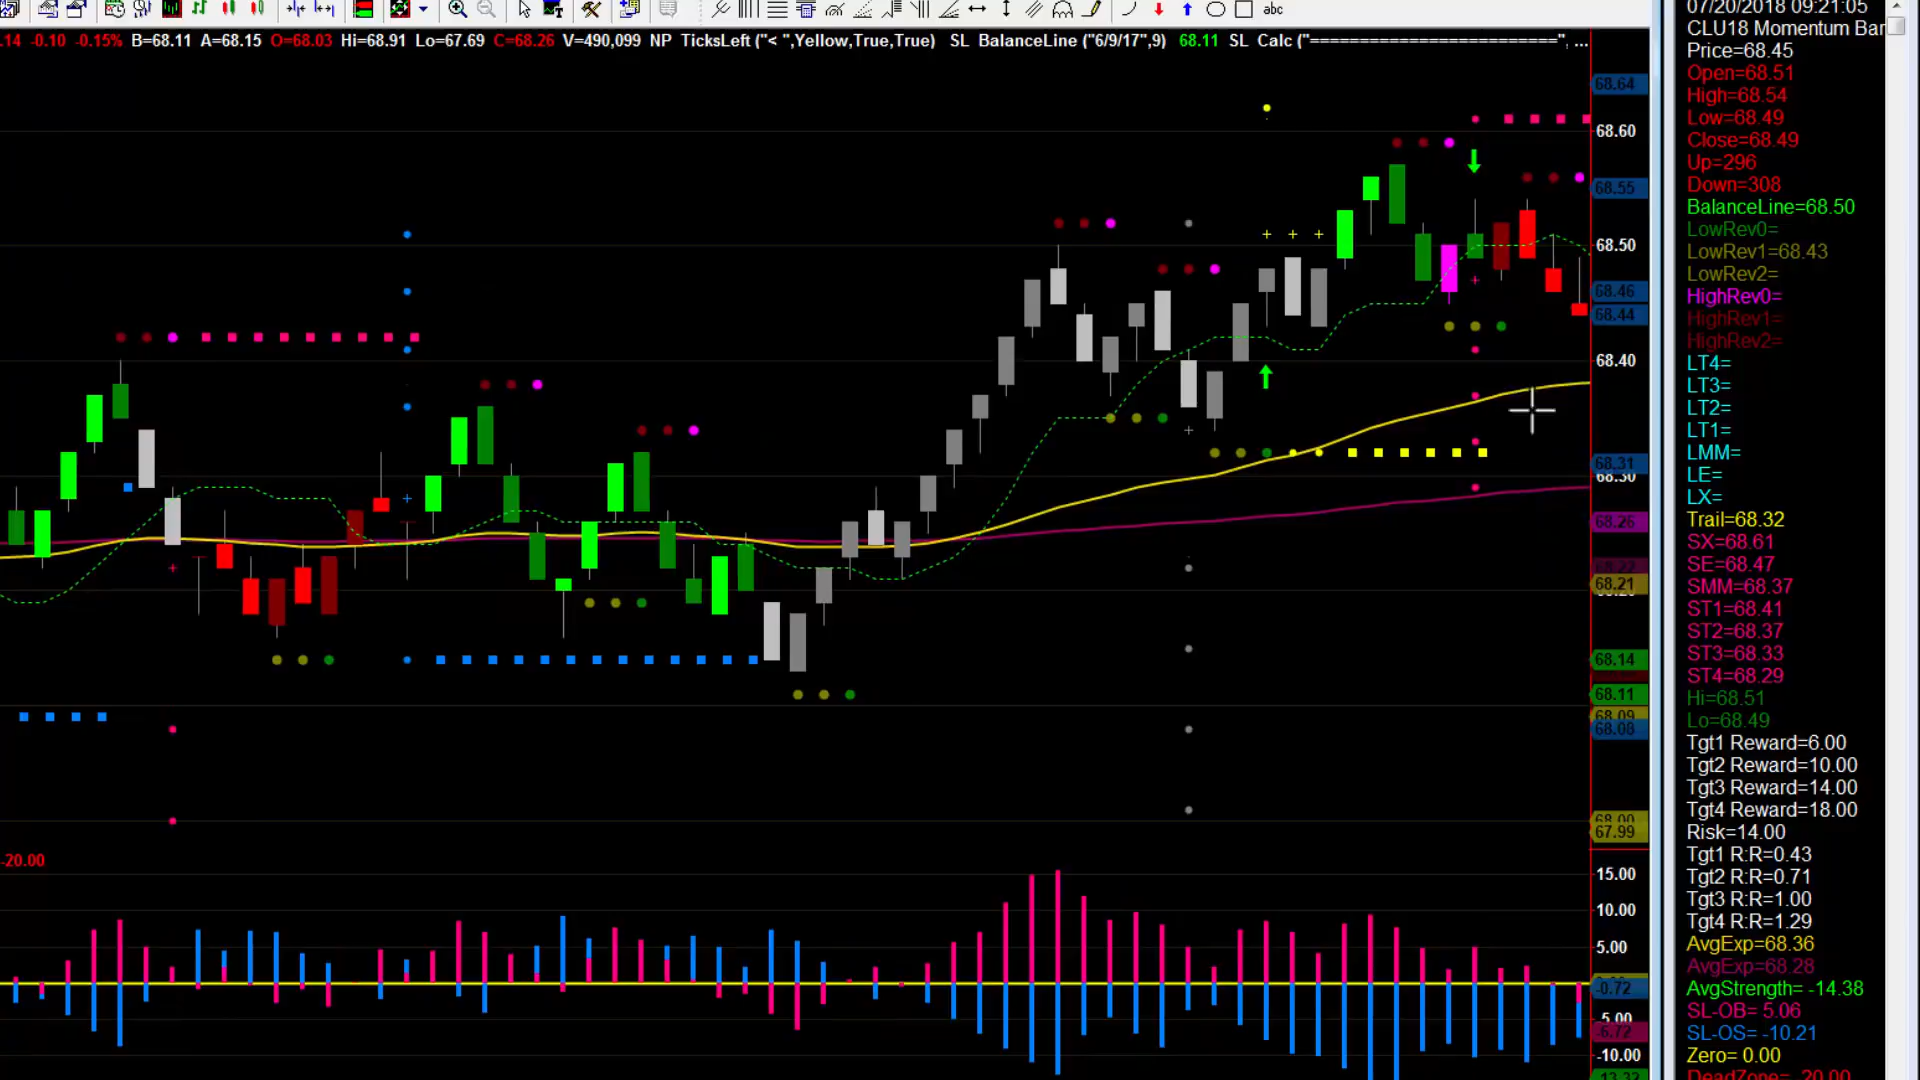 abc
.14 -0.10 -0.15% B=68.11 A=68.15 O=68.03 Hi=68.91 Lo=67.69 C=68.26 V=490,099 NP TicksLeft ("< ",Yellow,True,True) SL BalanceLine ("6/9/17",9) 68.11 SL Calc ("=========================", ...
68.64
68.60
68.55
68.50
68.46
68.44
68.40
68.31
68.30
68.26
68.21
68.14
68.11
68.09
68.08
68.00
67.99
-20.00
15.00
10.00
5.00
-0.72
-5.00
-6.72
-10.00
07/20/2018 09:21:05
CLU18 Momentum Bar
Price=68.45
Open=68.51
High=68.54
Low=68.49
Close=68.49
Up=296
Down=308
BalanceLine=68.50
LowRev0=
LowRev1=68.43
LowRev2=
HighRev0=
HighRev1=
HighRev2=
LT4=
LT3=
LT2=
LT1=
LMM=
LE=
LX=
Trail=68.32
SX=68.61
SE=68.47
SMM=68.37
ST1=68.41
ST2=68.37
ST3=68.33
ST4=68.29
Hi=68.51
Lo=68.49
Tgt1 Reward=6.00
Tgt2 Reward=10.00
Tgt3 Reward=14.00
Tgt4 Reward=18.00
Risk=14.00
Tgt1 R:R=0.43
Tgt2 R:R=0.71
Tgt3 R:R=1.00
Tgt4 R:R=1.29
AvgExp=68.36
AvgExp=68.28
AvgStrength= -14.38
SL-OB= 5.06
SL-OS= -10.21
Zero= 0.00
DeadZone= -20.00